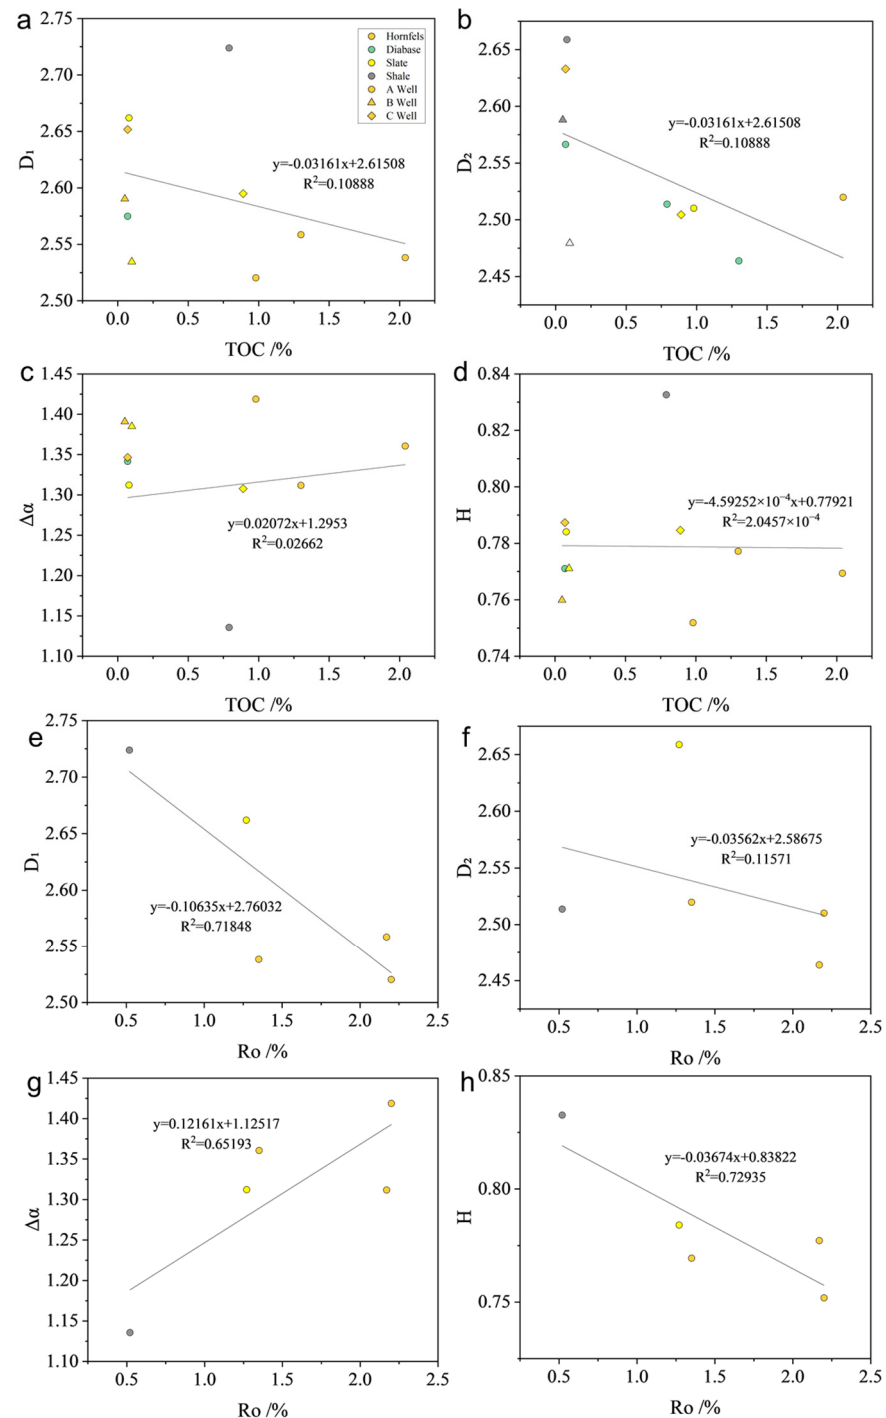 a
2.75
2.70
2.65
2.60
2.55
2.50
D₁
Hornfels
Diabase
Slate
Shale
A Well
B Well
C Well
y=-0.03161x+2.61508
R²=0.10888
0.0 0.5 1.0 1.5 2.0
TOC /%
b
2.65
2.60
2.55
2.50
2.45
D₂
y=-0.03161x+2.61508
R²=0.10888
0.0 0.5 1.0 1.5 2.0
TOC /%
c
1.45
1.40
1.35
1.30
1.25
1.20
1.15
1.10
Δα
y=0.02072x+1.2953
R²=0.02662
0.0 0.5 1.0 1.5 2.0
TOC /%
d
0.84
0.82
0.80
0.78
0.76
0.74
H
y=-4.59252×10⁻⁴x+0.77921
R²=2.0457×10⁻⁴
0.0 0.5 1.0 1.5 2.0
TOC /%
e
2.75
2.70
2.65
2.60
2.55
2.50
D₁
y=-0.10635x+2.76032
R²=0.71848
0.5 1.0 1.5 2.0 2.5
Ro /%
f
2.65
2.60
2.55
2.50
2.45
D₂
y=-0.03562x+2.58675
R²=0.11571
0.5 1.0 1.5 2.0 2.5
Ro /%
g
1.45
1.40
1.35
1.30
1.25
1.20
1.15
1.10
Δα
y=0.12161x+1.12517
R²=0.65193
0.5 1.0 1.5 2.0 2.5
Ro /%
h
0.85
0.80
0.75
H
y=-0.03674x+0.83822
R²=0.72935
0.5 1.0 1.5 2.0 2.5
Ro /%